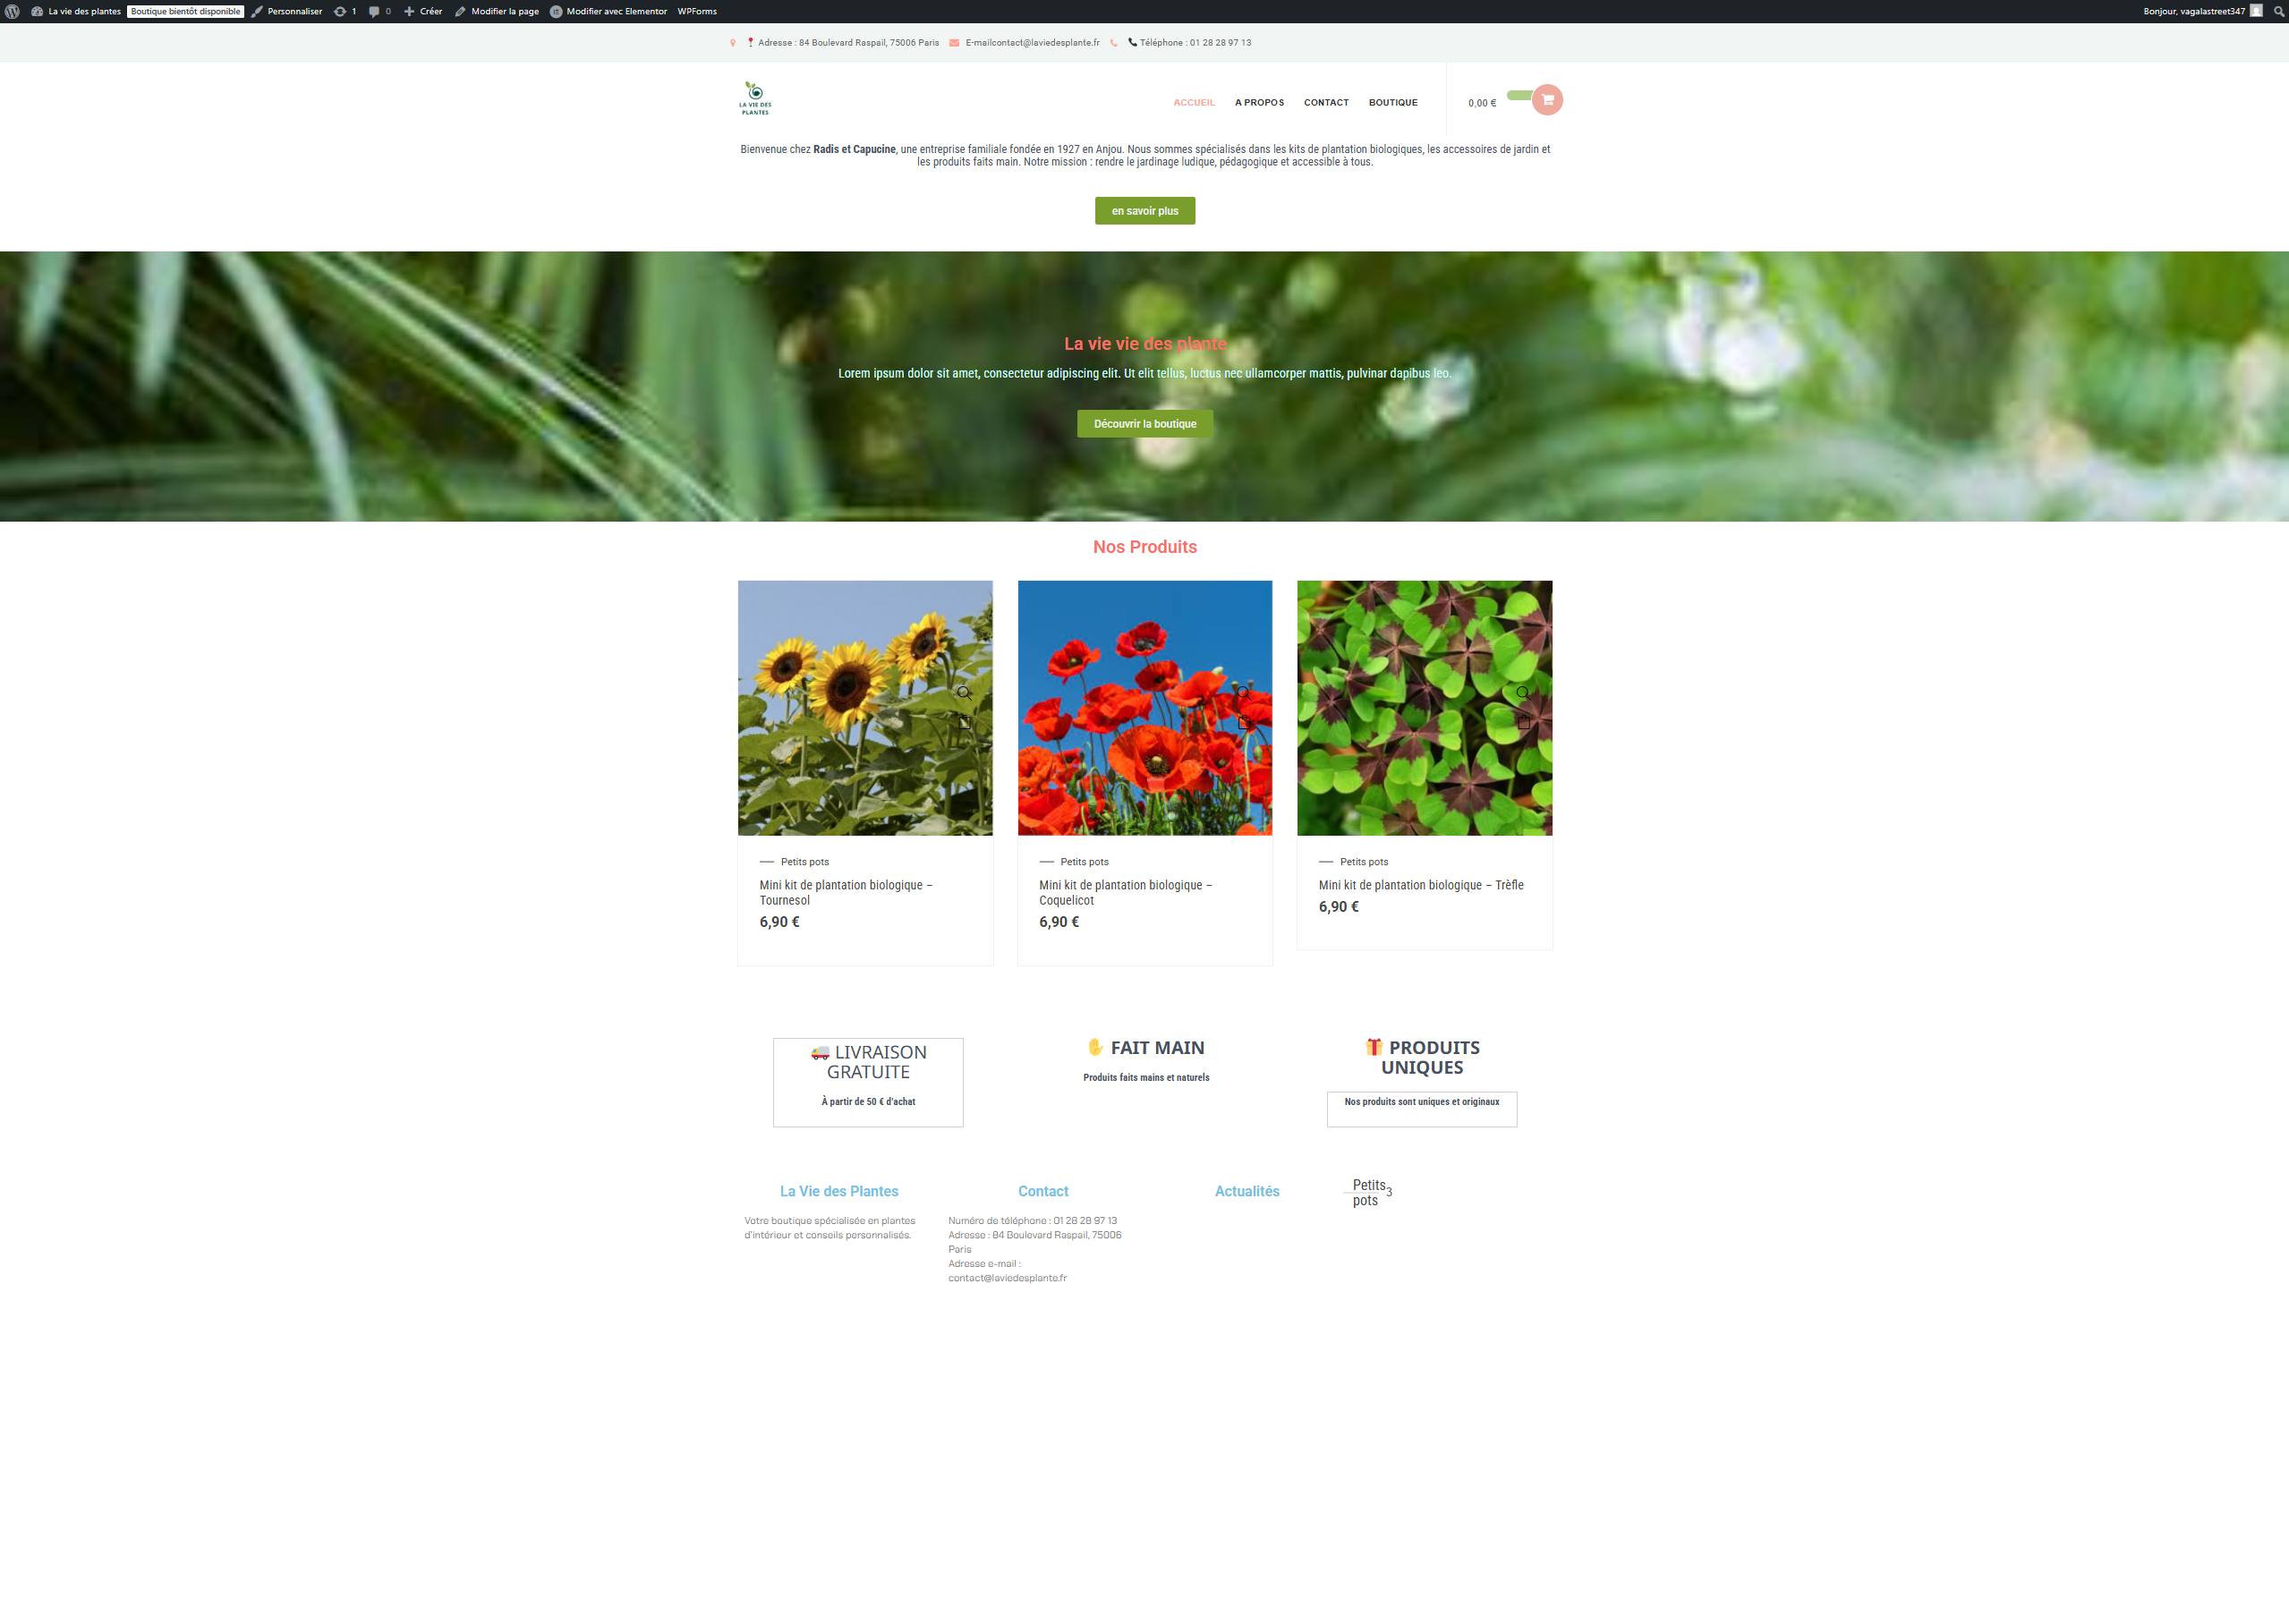 La vie des plantes Boutique bientôt disponible Personnaliser 1 0 Créer Modifier la page Modifier avec Elementor WPForms Bonjour, vagalastreet347
Adresse : 84 Boulevard Raspail, 75006 Paris E-mailcontact@laviedesplante.fr Téléphone : 01 28 28 97 13
LA VIE DES
PLANTES
ACCUEIL A PROPOS CONTACT BOUTIQUE 0,00 €
Bienvenue chez Radis et Capucine, une entreprise familiale fondée en 1927 en Anjou. Nous sommes spécialisés dans les kits de plantation biologiques, les accessoires de jardin et
les produits faits main. Notre mission : rendre le jardinage ludique, pédagogique et accessible à tous.
en savoir plus
La vie vie des plante
Lorem ipsum dolor sit amet, consectetur adipiscing elit. Ut elit tellus, luctus nec ullamcorper mattis, pulvinar dapibus leo.
Découvrir la boutique
Nos Produits
Petits pots
Mini kit de plantation biologique –
Tournesol
6,90 €
Petits pots
Mini kit de plantation biologique –
Coquelicot
6,90 €
Petits pots
Mini kit de plantation biologique – Trèfle
6,90 €
LIVRAISON
GRATUITE
À partir de 50 € d'achat
FAIT MAIN
Produits faits mains et naturels
PRODUITS
UNIQUES
Nos produits sont uniques et originaux
La Vie des Plantes
Votre boutique spécialisée en plantes
d'intérieur et conseils personnalisés.
Contact
Numéro de téléphone : 01 28 28 97 13
Adresse : 84 Boulevard Raspail, 75006
Paris
Adresse e-mail :
contact@laviedesplante.fr
Actualités
Petits
pots
3